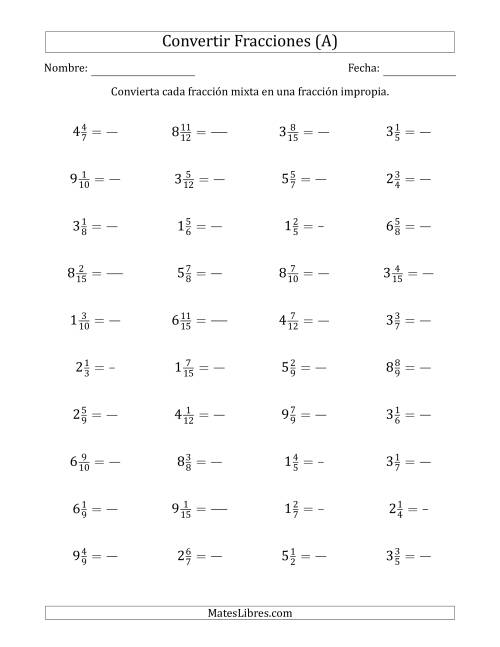 Convertir Fracciones (A)
Nombre: ____________ Fecha: ____________
Convierta cada fracción mixta en una fracción impropia.
4 4/7 = — 8 11/12 = — 3 8/15 = — 3 1/5 = —
9 1/10 = — 3 5/12 = — 5 5/7 = — 2 3/4 = —
3 1/8 = — 1 5/6 = — 1 2/5 = – 6 5/8 = —
8 2/15 = — 5 7/8 = — 8 7/10 = — 3 4/15 = —
1 3/10 = — 6 11/15 = — 4 7/12 = — 3 3/7 = —
2 1/3 = – 1 7/15 = — 5 2/9 = — 8 8/9 = —
2 5/9 = — 4 1/12 = — 9 7/9 = — 3 1/6 = —
6 9/10 = — 8 3/8 = — 1 4/5 = – 3 1/7 = —
6 1/9 = — 9 1/15 = — 1 2/7 = – 2 1/4 = –
9 4/9 = — 2 6/7 = — 5 1/2 = — 3 3/5 = —
MatesLibres.com